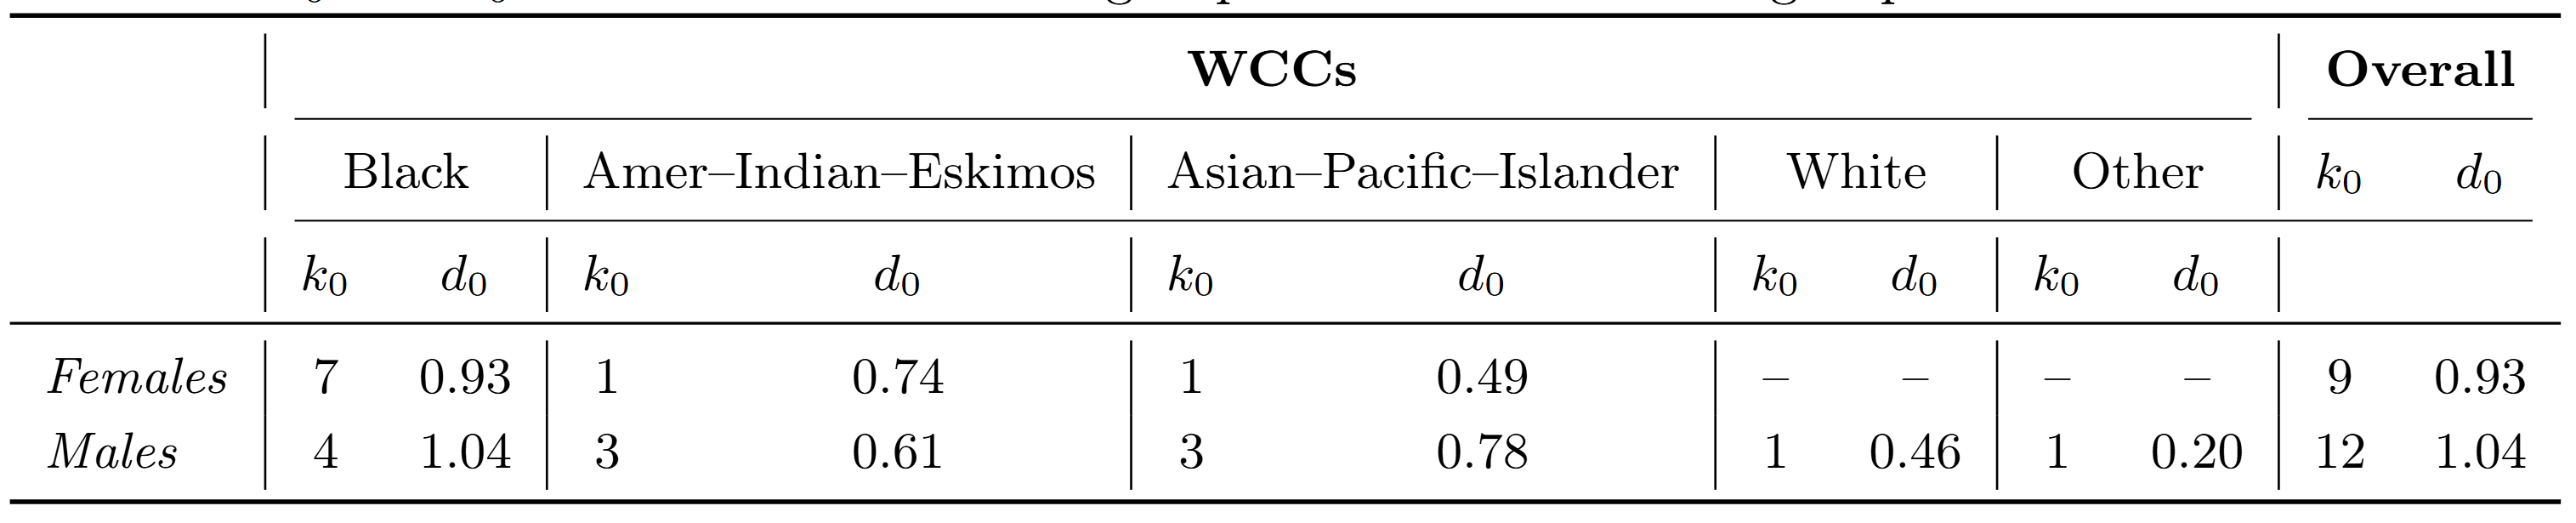 WCCs Overall
Black Amer–Indian–Eskimos Asian–Pacific–Islander White Other k₀ d₀
k₀ d₀ k₀ d₀ k₀ d₀ k₀ d₀ k₀ d₀
Females 7 0.93 1 0.74 1 0.49 – – – – 9 0.93
Males 4 1.04 3 0.61 3 0.78 1 0.46 1 0.20 12 1.04